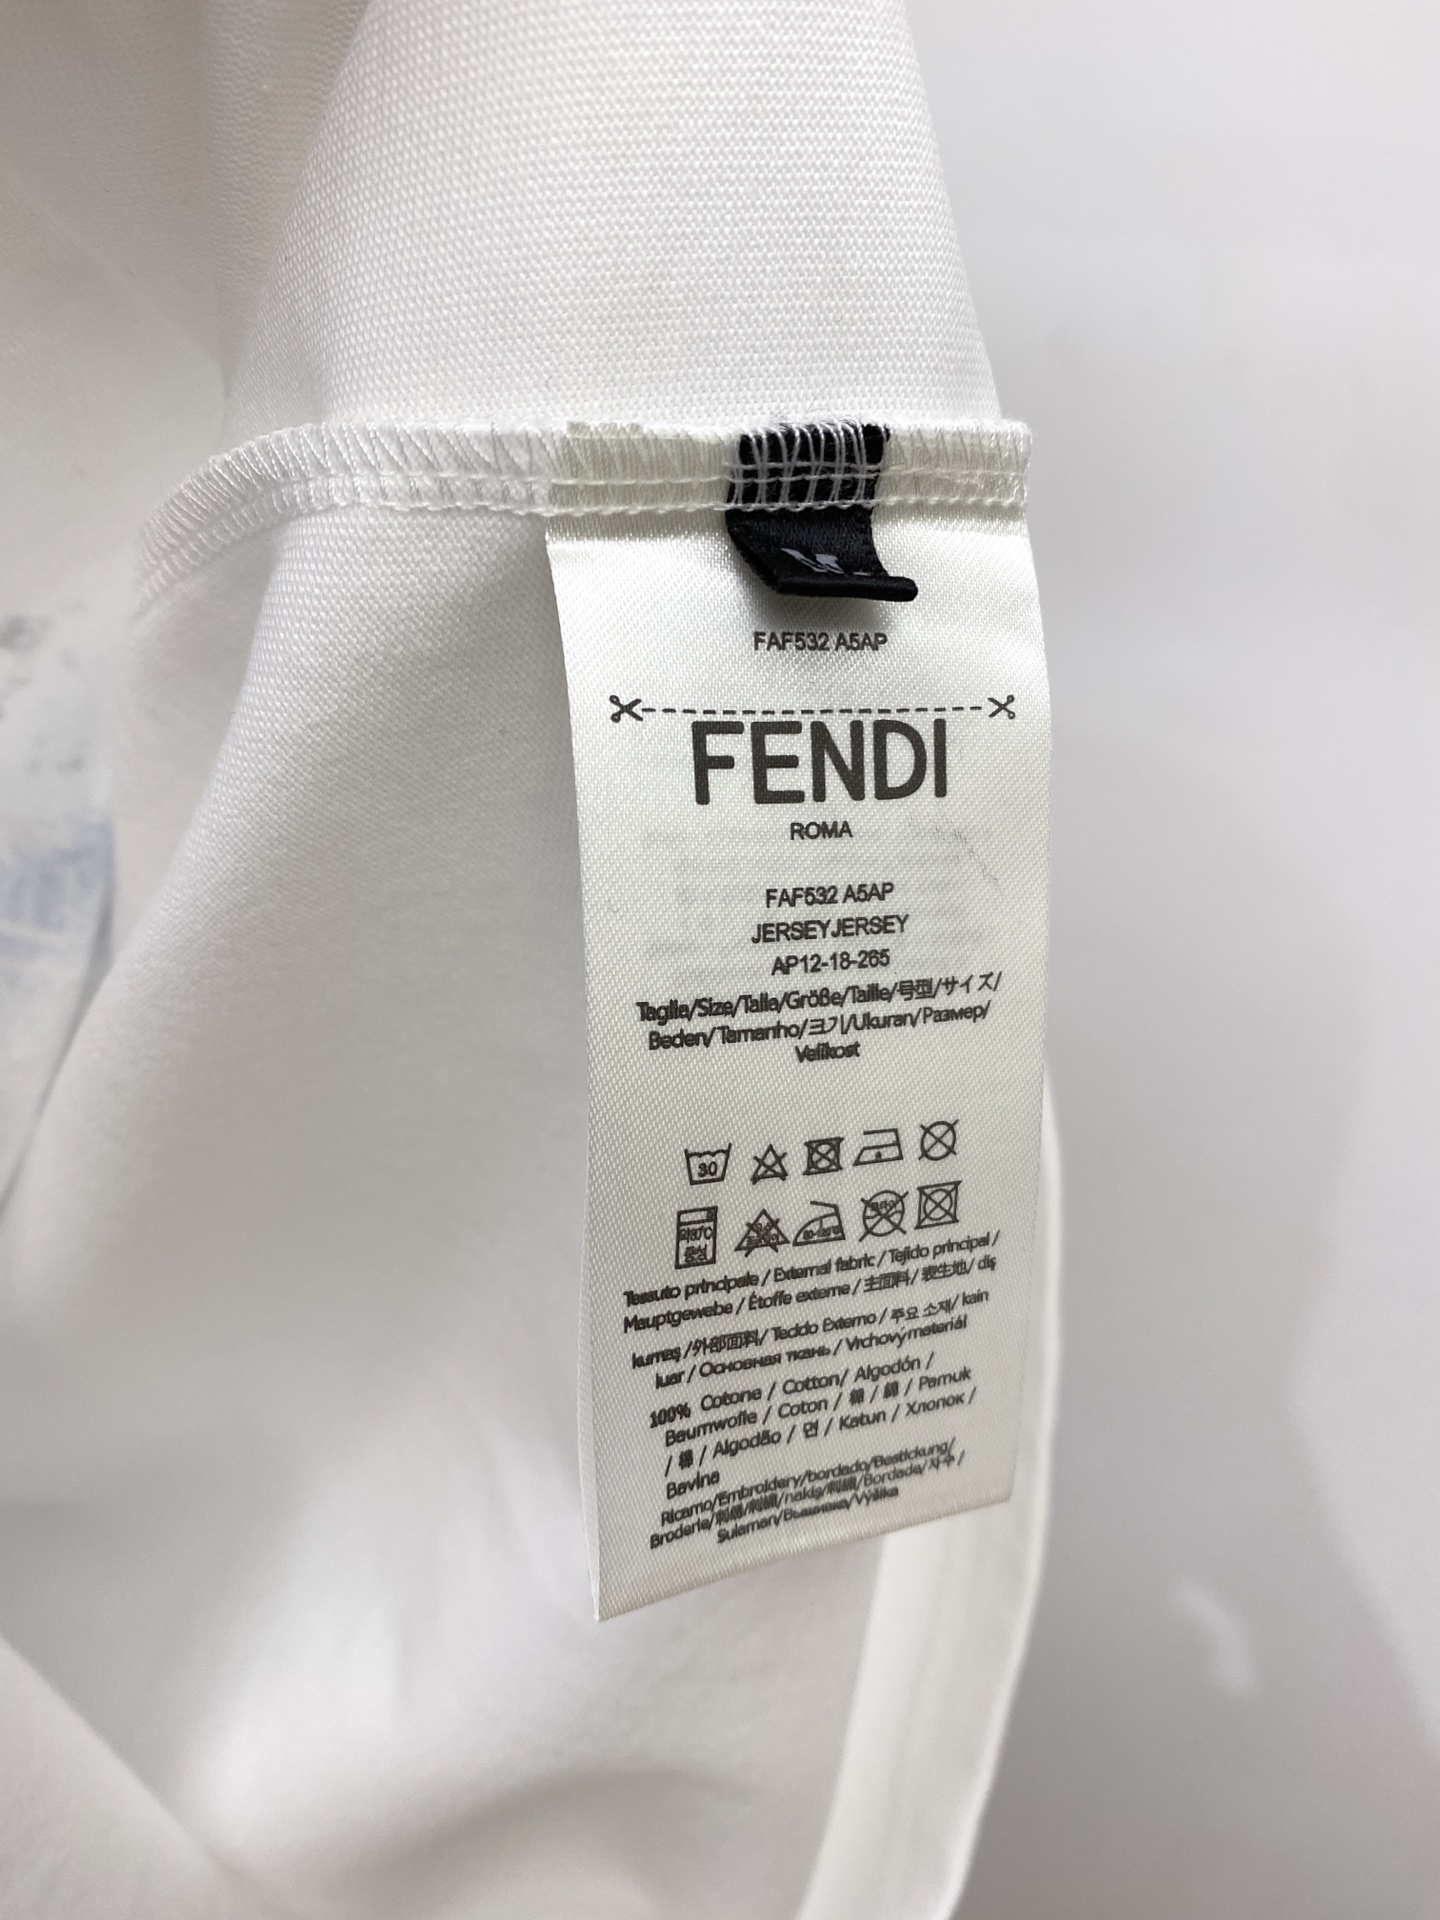 FAF532 A5AP
FENDI
ROMA
FAF532 A5AP
JERSEYJERSEY
AP12-18-265
Taglia/Size/Talla/Größe/Taille/号型/サイズ/
Beden/Tamanho/크기/Ukuran/Размер/
Velikost
30
Tessuto principale / External fabric / Tejido principal /
Hauptgewebe / Étoffe externe / 主面料 / 表生地 / dış
kumaş /外部面料/ Teddo Externo / 주요 소재/ kain
luar / Основная ткань / Vrchový materiál
100% Cotone / Cotton/ Algodón /
Baumwolle / Coton / 棉 / 綿 / Pamuk
/ 棉 / Algodão / 면 / Katun / Хлопок /
Bavlna
Ricamo/Embroidery/bordado/Bestickung/
Broderie/刺绣/刺繍/nakış/刺繡/Bordado/자수/
Sulaman/Вышивка/Výšivka